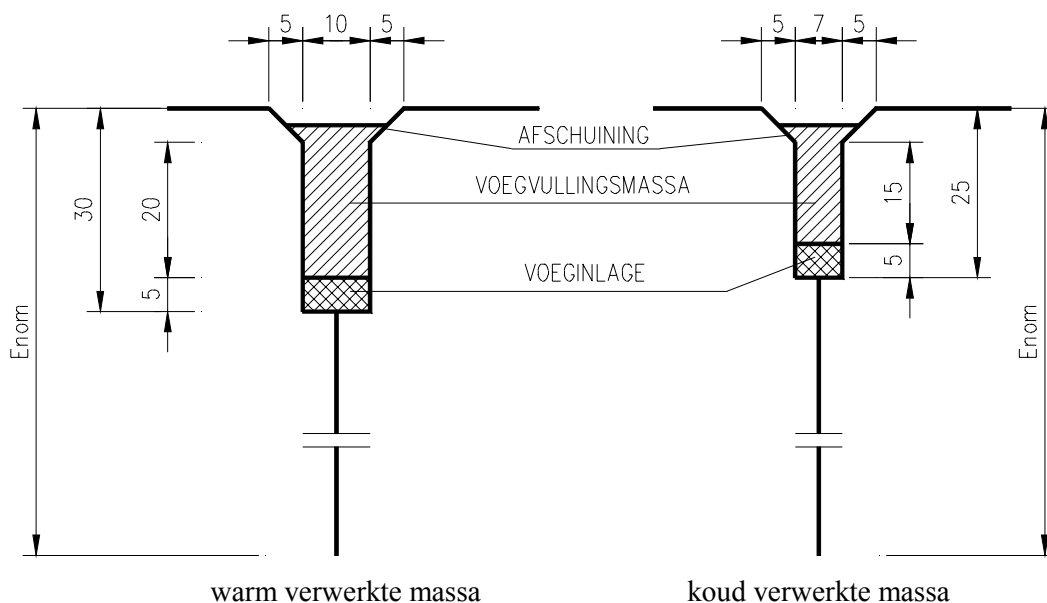 5 10 5 5 7 5
AFSCHUINING
VOEGVULLINGSMASSA
30 20 15 25
VOEGINLAGE
5 5
Enom Enom
warm verwerkte massa koud verwerkte massa